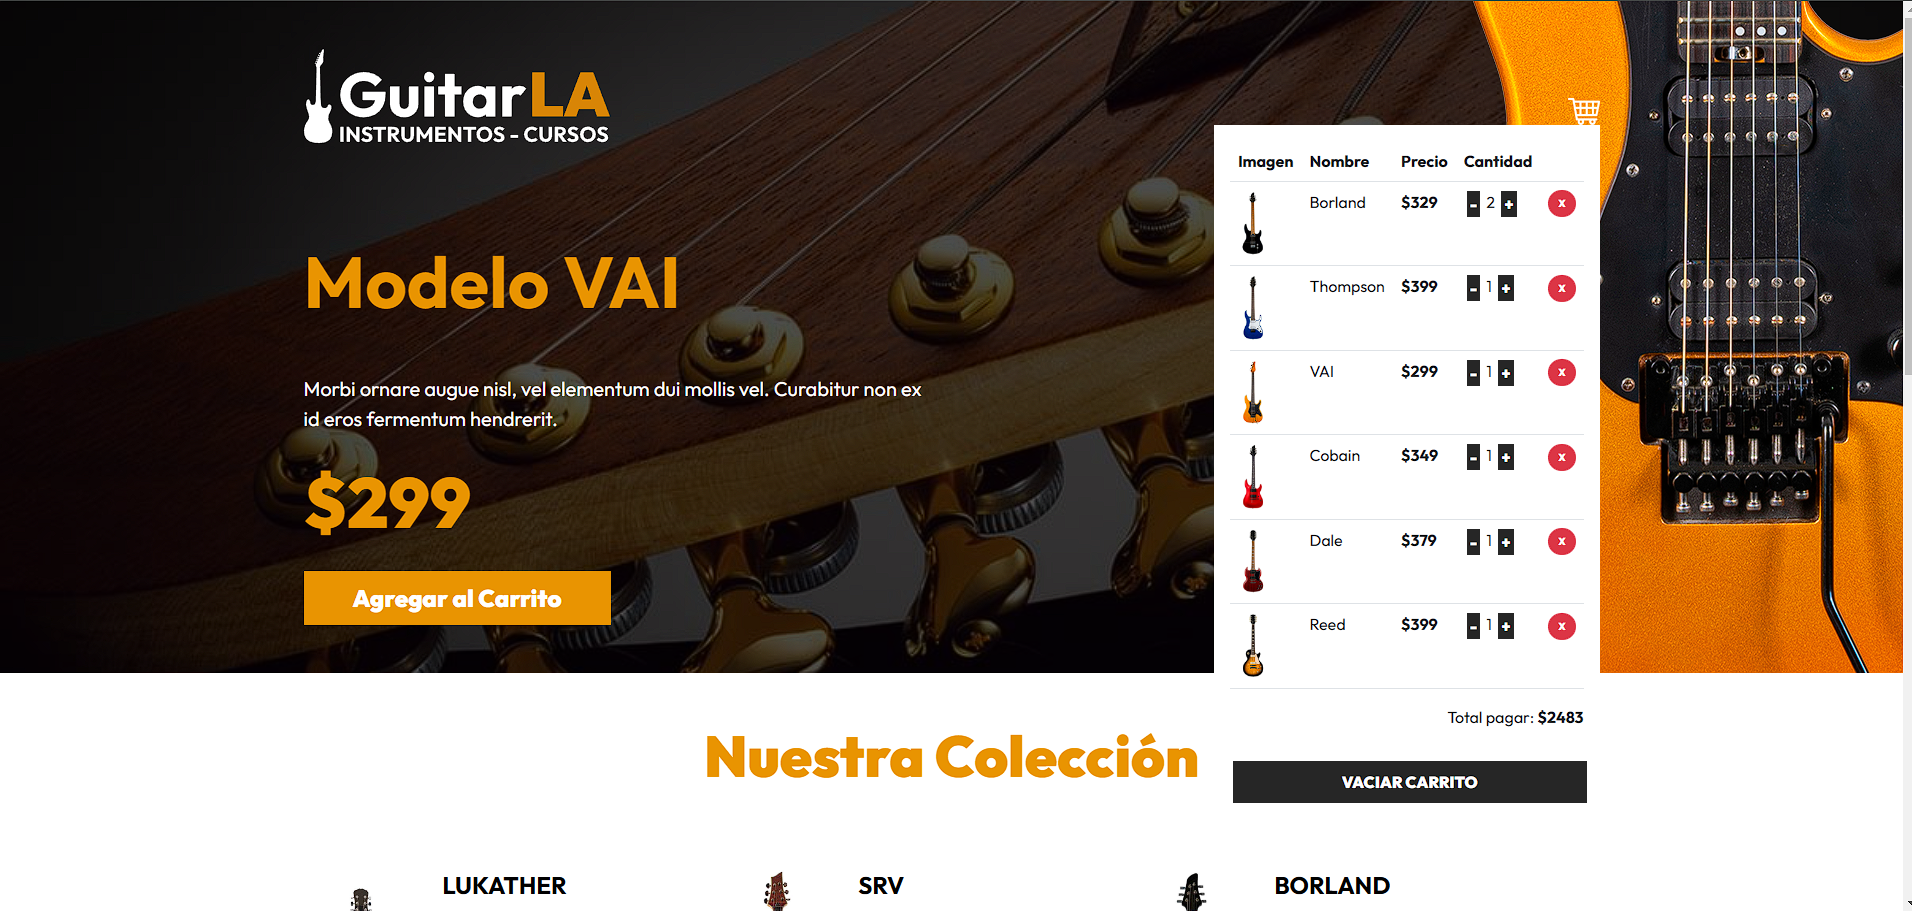 GuitarLA
INSTRUMENTOS - CURSOS
Modelo VAI
Morbi ornare augue nisl, vel elementum dui mollis vel. Curabitur non ex
id eros fermentum hendrerit.
$299
Agregar al Carrito
Imagen Nombre Precio Cantidad
Borland $329 - 2 + X
Thompson $399 - 1 + X
VAI $299 - 1 + X
Cobain $349 - 1 + X
Dale $379 - 1 + X
Reed $399 - 1 + X
Total pagar: $2483
VACIAR CARRITO
Nuestra Colección
LUKATHER
SRV
BORLAND